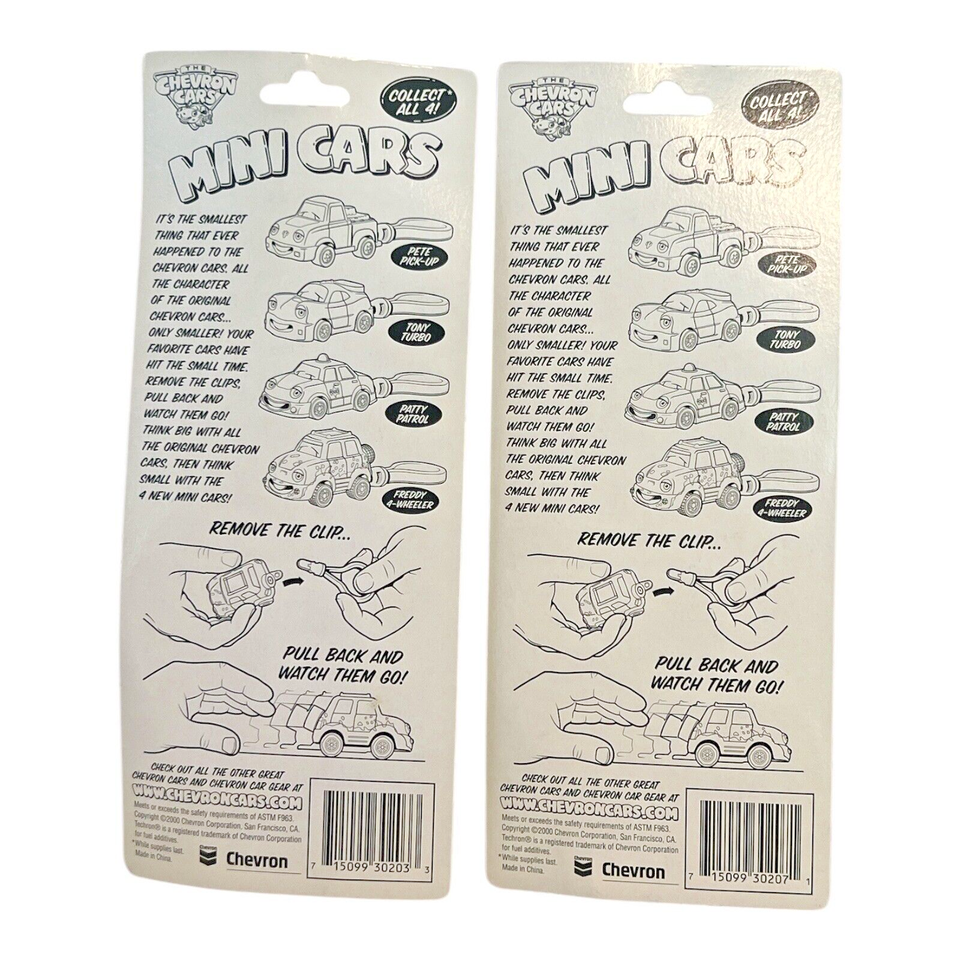 THE
CHEVRON
CARS
COLLECT*
ALL 4!
MINI CARS
IT'S THE SMALLEST
THING THAT EVER
HAPPENED TO THE
CHEVRON CARS. ALL
THE CHARACTER
OF THE ORIGINAL
CHEVRON CARS...
ONLY SMALLER! YOUR
FAVORITE CARS HAVE
HIT THE SMALL TIME.
REMOVE THE CLIPS,
PULL BACK AND
WATCH THEM GO!
THINK BIG WITH ALL
THE ORIGINAL CHEVRON
CARS, THEN THINK
SMALL WITH THE
4 NEW MINI CARS!
PETE
PICK-UP
TONY
TURBO
PATTY
PATROL
FREDDY
4-WHEELER
REMOVE THE CLIP...
PULL BACK AND
WATCH THEM GO!
CHECK OUT ALL THE OTHER GREAT
CHEVRON CARS AND CHEVRON CAR GEAR AT
WWW.CHEVRONCARS.COM
Meets or exceeds the safety requirements of ASTM F963.
Copyright ©2000 Chevron Corporation, San Francisco, CA.
Techron® is a registered trademark of Chevron Corporation
for fuel additives.
*While supplies last.
Made in China.
Chevron
Chevron
7 15099 30203 3
THE
CHEVRON
CARS
COLLECT*
ALL 4!
MINI CARS
IT'S THE SMALLEST
THING THAT EVER
HAPPENED TO THE
CHEVRON CARS. ALL
THE CHARACTER
OF THE ORIGINAL
CHEVRON CARS...
ONLY SMALLER! YOUR
FAVORITE CARS HAVE
HIT THE SMALL TIME.
REMOVE THE CLIPS,
PULL BACK AND
WATCH THEM GO!
THINK BIG WITH ALL
THE ORIGINAL CHEVRON
CARS, THEN THINK
SMALL WITH THE
4 NEW MINI CARS!
PETE
PICK-UP
TONY
TURBO
PATTY
PATROL
FREDDY
4-WHEELER
REMOVE THE CLIP...
PULL BACK AND
WATCH THEM GO!
CHECK OUT ALL THE OTHER GREAT
CHEVRON CARS AND CHEVRON CAR GEAR AT
WWW.CHEVRONCARS.COM
Meets or exceeds the safety requirements of ASTM F963.
Copyright ©2000 Chevron Corporation, San Francisco, CA.
Techron® is a registered trademark of Chevron Corporation
for fuel additives.
*While supplies last.
Made in China.
Chevron
Chevron
7 15099 30207 1